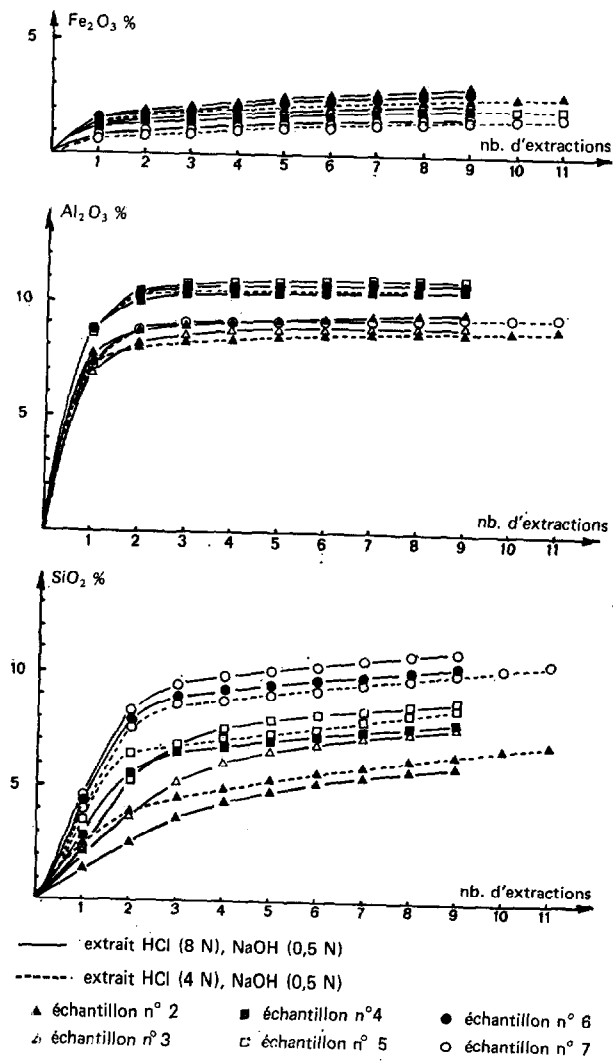 Fe₂O₃ %
5
nb. d'extractions
1 2 3 4 5 6 7 8 9 10 11
Al₂O₃ %
10
5
nb. d'extractions
1 2 3 4 5 6 7 8 9 10 11
SiO₂ %
10
5
nb. d'extractions
1 2 3 4 5 6 7 8 9 10 11
extrait HCl (8 N), NaOH (0,5 N)
extrait HCl (4 N), NaOH (0,5 N)
échantillon n° 2 échantillon n°4 échantillon n° 6
échantillon n° 3 échantillon n° 5 échantillon n° 7